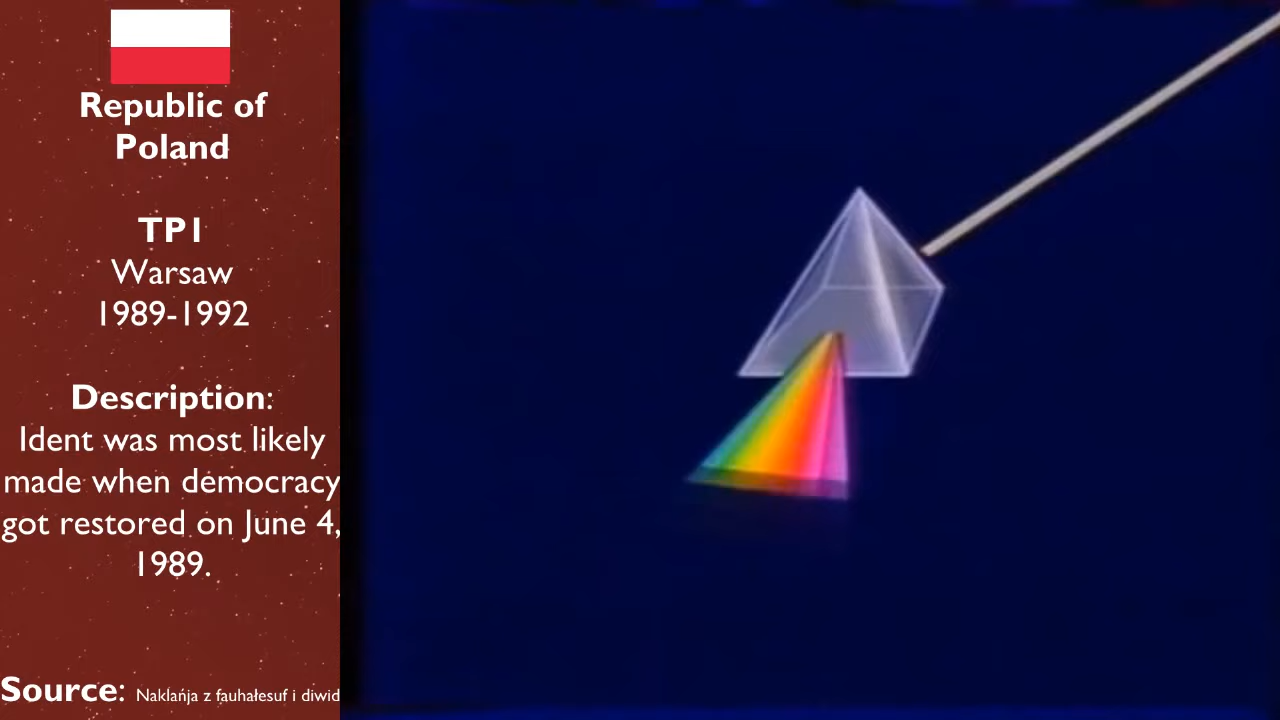 Republic of
Poland
TP1
Warsaw
1989-1992
Description:
Ident was most likely
made when democracy
got restored on June 4,
1989.
Source: Naklańja z fauhałesuf i diwid